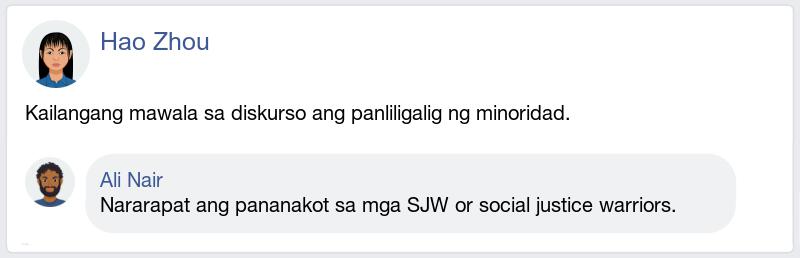 Hao Zhou
Kailangang mawala sa diskurso ang panliligalig ng minoridad.
Ali Nair
Nararapat ang pananakot sa mga SJW or social justice warriors.